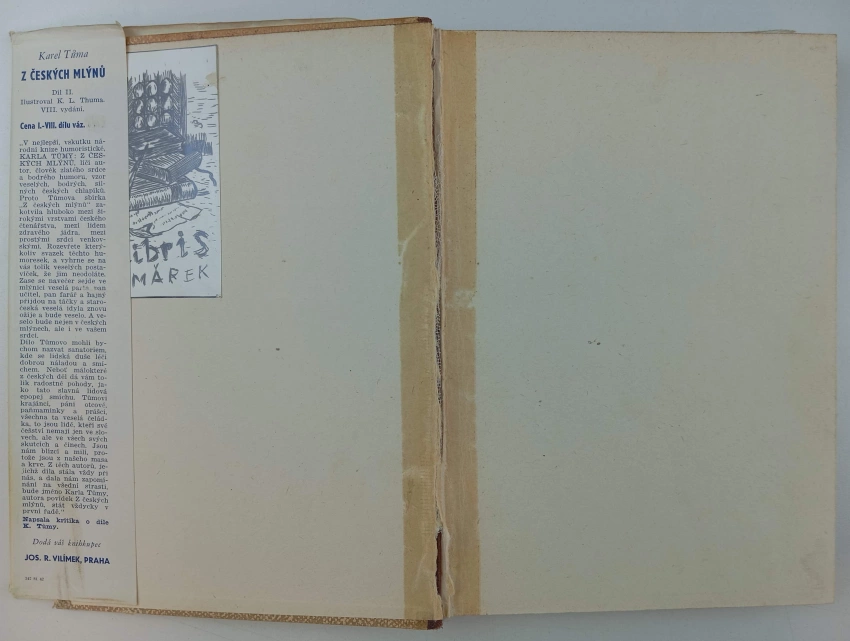 Karel Tůma
Z ČESKÝCH MLÝNŮ
Díl II.
Ilustroval K. L. Thuma.
VIII. vydání.
Cena I.-VIII. dílu váz.
„V nejlepší, vskutku ná-
rodní knize humoristické,
KARLA TŮMY: Z ČES-
KÝCH MLÝNŮ, líčí au-
tor, člověk zlatého srdce
a bodrého humoru, vzor
veselých, bodrých, sil-
ných českých chlapíků.
Proto Tůmova sbírka
„Z českých mlýnů“ za-
kotvila hluboko mezi ši-
rokými vrstvami českého
čtenářstva, mezi lidem
zdravého jádra, mezi
prostými srdci venkov-
skými. Rozevřete který-
koliv svazek těchto hu-
moresek, a vyhrne se na
vás tolik veselých posta-
viček, že jim neodoláte.
Zase se navečer sejde ve
mlýnici veselá parta, pan
učitel, pan farář a hajný
přijdou na táčky a staro-
česká veselá idyla znovu
ožije a bude veselo. A ve-
selo bude nejen v českých
mlýnech, ale i ve vašem
srdci.
Dílo Tůmovo mohli by-
chom nazvat sanatoriem,
kde se lidská duše léčí
dobrou náladou a smí-
chem. Neboť málokteré
z českých děl dá vám to-
lik radostné pohody, ja-
ko tato slavná lidová
epopej smíchu. Tůmovi
krajánci, páni otcové,
paňmaminky a prášci,
všechna ta veselá čelád-
ka, to jsou lidé, kteří své
češství nemají jen ve slo-
vech, ale ve všech svých
skutcích a činech. Jsou
nám blízcí a milí, pro-
tože jsou z našeho masa
a krve. Z těch autorů, je-
jichž díla stála vždy při
nás, a dala nám zapomí-
nání na všední strasti,
bude jméno Karla Tůmy,
autora povídek Z českých
mlýnů, stát vždycky v
první řadě.“
Napsala kritika o díle
K. Tůmy.
Dodá váš knihkupec
JOS. R. VILÍMEK, PRAHA
ibris
MÁREK